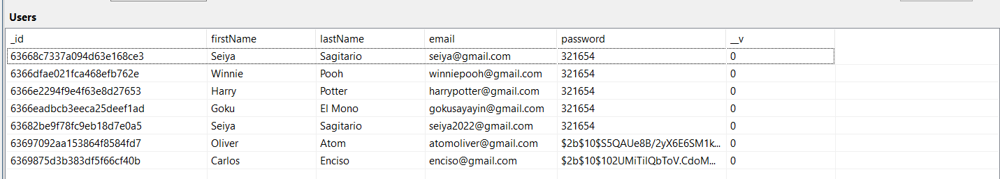 Users
_id firstName lastName email password __v
63668c7337a094d63e168ce3 Seiya Sagitario seiya@gmail.com 321654 0
6366dfae021fca468efb762e Winnie Pooh winniepooh@gmail.com 321654 0
6366e2294f9e4f63e8d27653 Harry Potter harrypotter@gmail.com 321654 0
6366eadbcb3eeca25deef1ad Goku El Mono gokusayayin@gmail.com 321654 0
63682be9f78fc9eb18d7e0a5 Seiya Sagitario seiya2022@gmail.com 321654 0
63697092aa153864f8584fd7 Oliver Atom atomoliver@gmail.com $2b$10$S5QAUe8B/2yX6E6SM1k... 0
6369875d3b383df5f66cf40b Carlos Enciso enciso@gmail.com $2b$10$102UMiTilQbToV.CdoM... 0